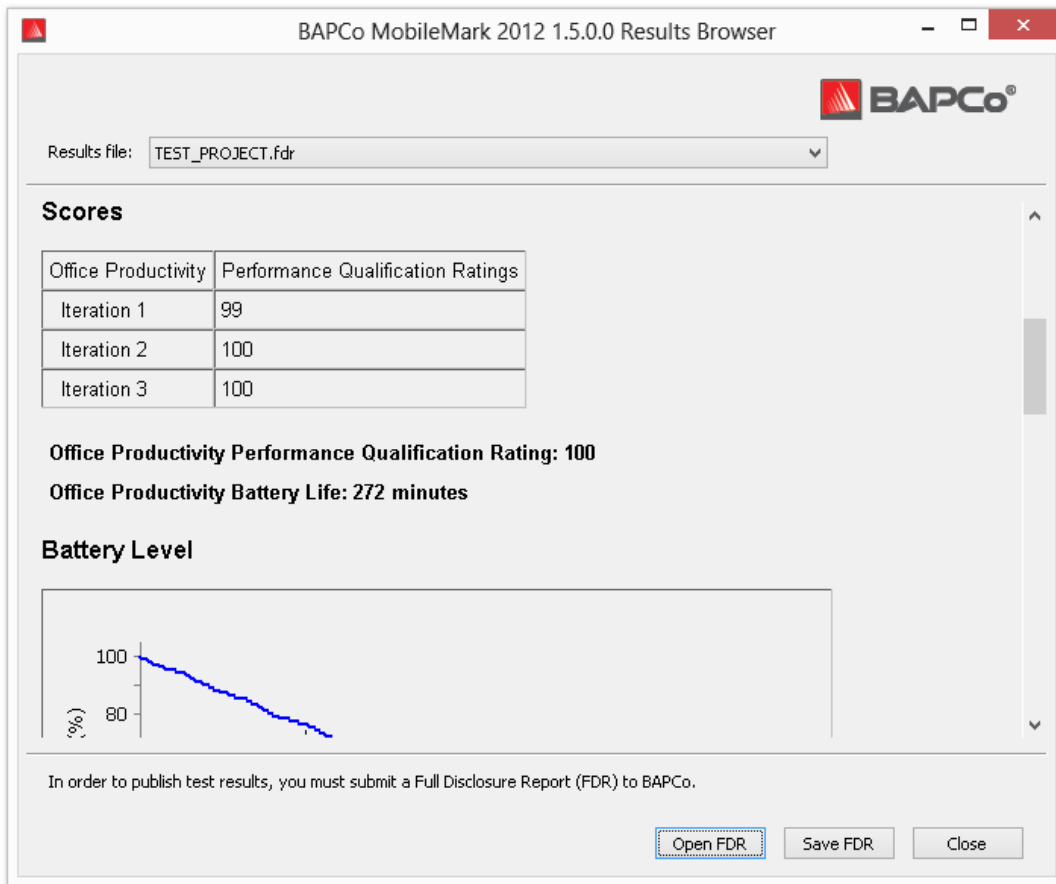 BAPCo MobileMark 2012 1.5.0.0 Results Browser
BAPCo®
Results file: TEST_PROJECT.fdr
Scores
Office Productivity Performance Qualification Ratings
Iteration 1 99
Iteration 2 100
Iteration 3 100
Office Productivity Performance Qualification Rating: 100
Office Productivity Battery Life: 272 minutes
Battery Level
100
80
(%)
In order to publish test results, you must submit a Full Disclosure Report (FDR) to BAPCo.
Open FDR Save FDR Close